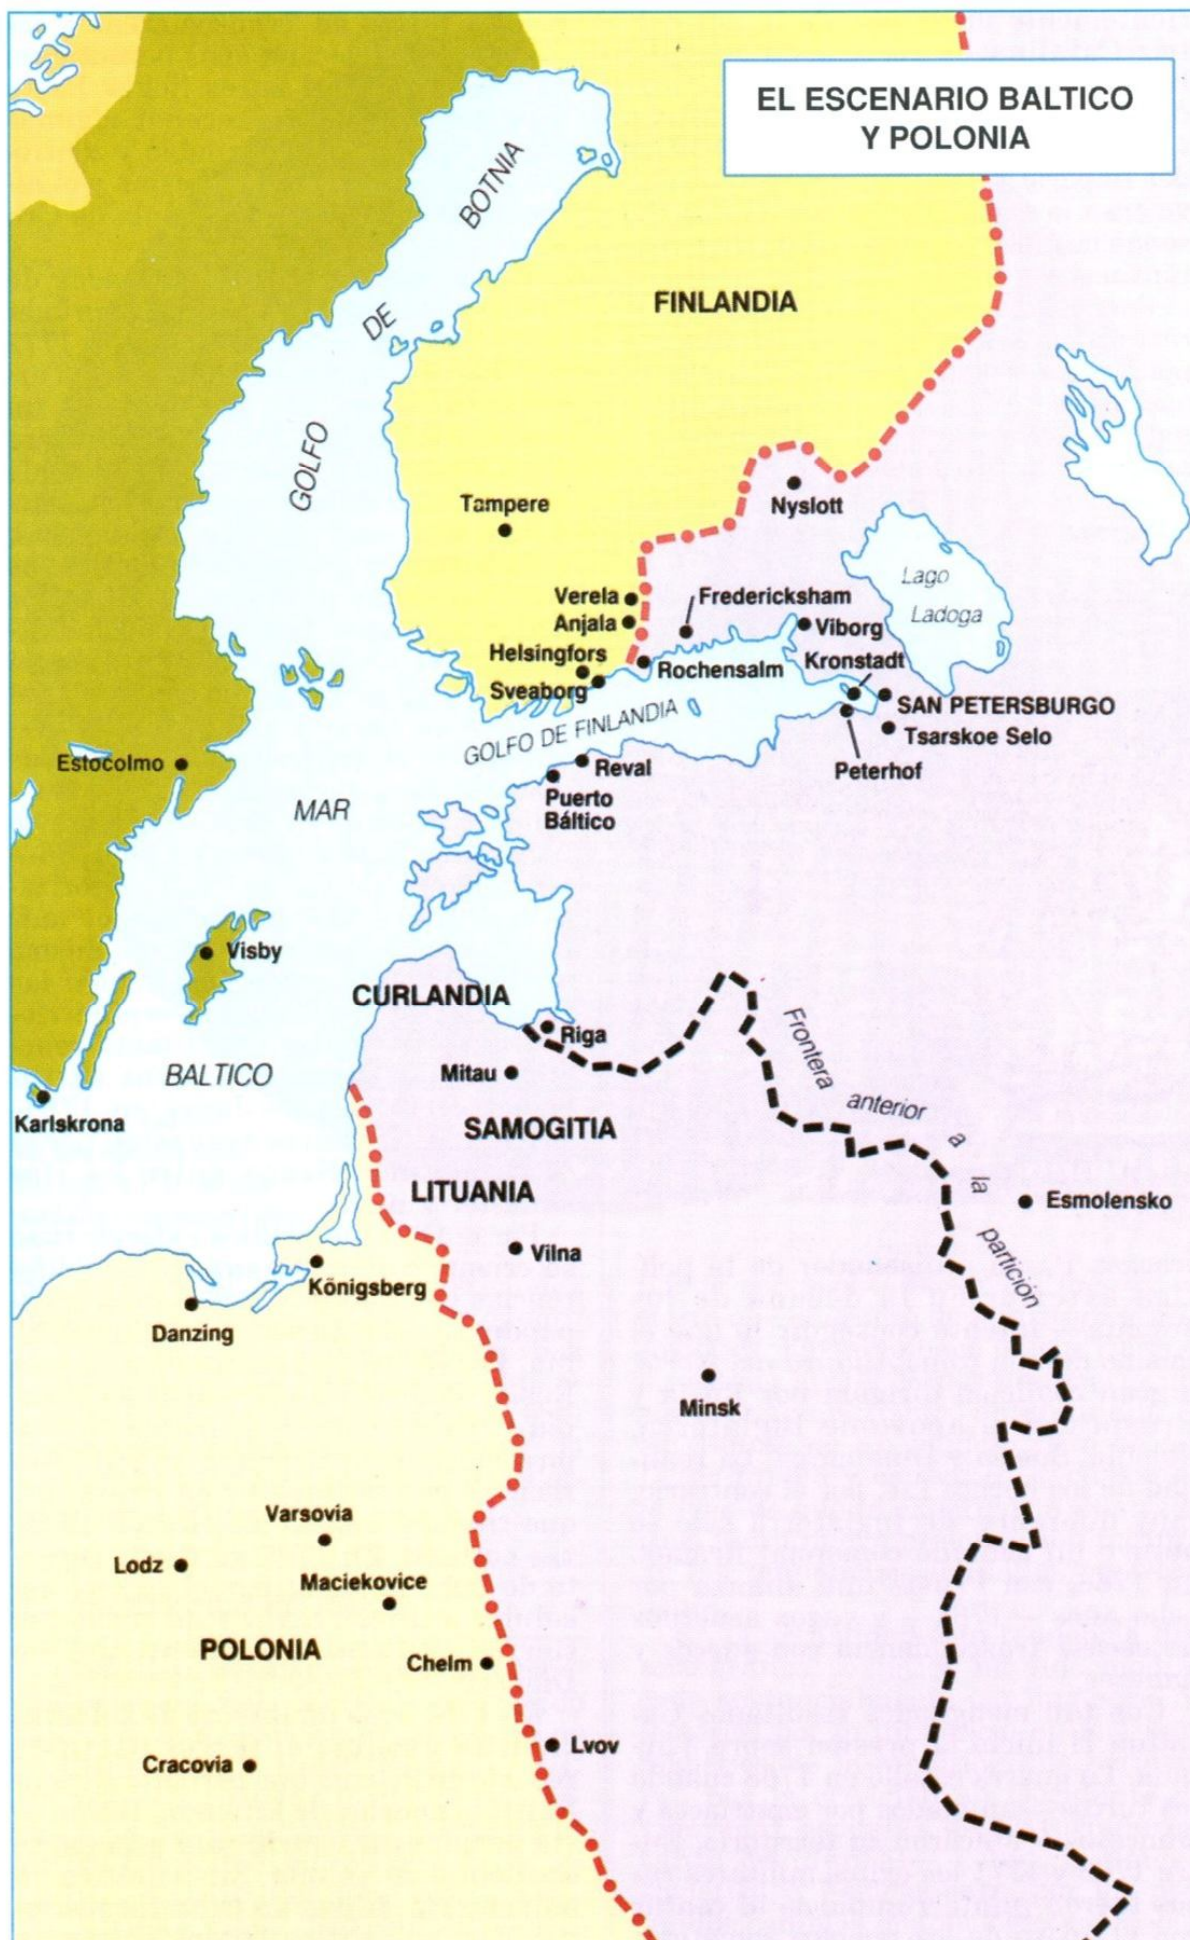 EL ESCENARIO BALTICO
Y POLONIA
GOLFO DE BOTNIA
FINLANDIA
Tampere
Nyslott
Lago
Ladoga
Verela
Anjala
Fredericksham
Viborg
Helsingfors
Rochensalm
Kronstadt
Sveaborg
SAN PETERSBURGO
GOLFO DE FINLANDIA
Tsarskoe Selo
Estocolmo
Reval
Peterhof
Puerto
Báltico
MAR
BALTICO
Visby
CURLANDIA
Riga
Frontera anterior a la partición
Mitau
Karlskrona
SAMOGITIA
LITUANIA
Esmolensko
Vilna
Königsberg
Danzing
Minsk
Varsovia
Lodz
Maciekovice
POLONIA
Chelm
Lvov
Cracovia